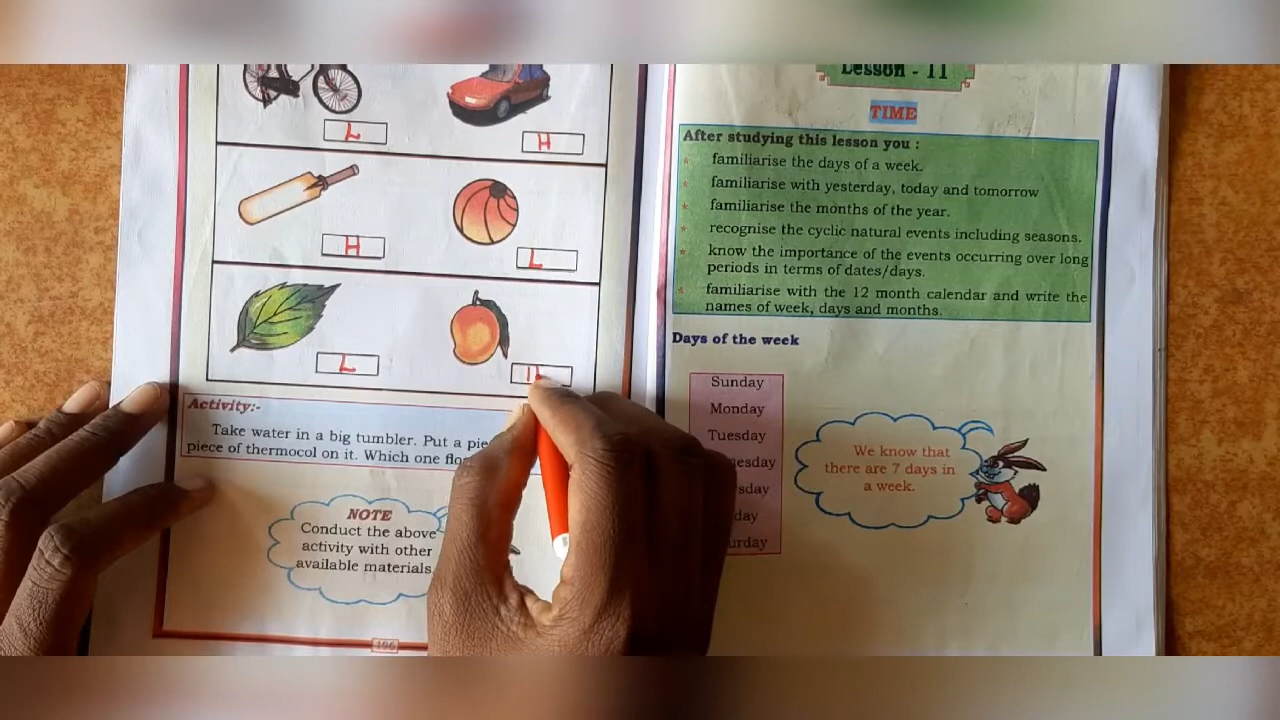 L
H
H
L
L
Activity:-
Take water in a big tumbler. Put a
piece of thermocol on it. Which one
NOTE
Conduct the above
activity with other
available materials
196
Lesson - 11
TIME
After studying this lesson you :
familiarise the days of a week.
familiarise with yesterday, today and tomorrow
familiarise the months of the year.
recognise the cyclic natural events including seasons.
know the importance of the events occurring over long
periods in terms of dates/days.
familiarise with the 12 month calendar and write the
names of week, days and months.
Days of the week
Sunday
Monday
Tuesday
We know that
there are 7 days in
a week.